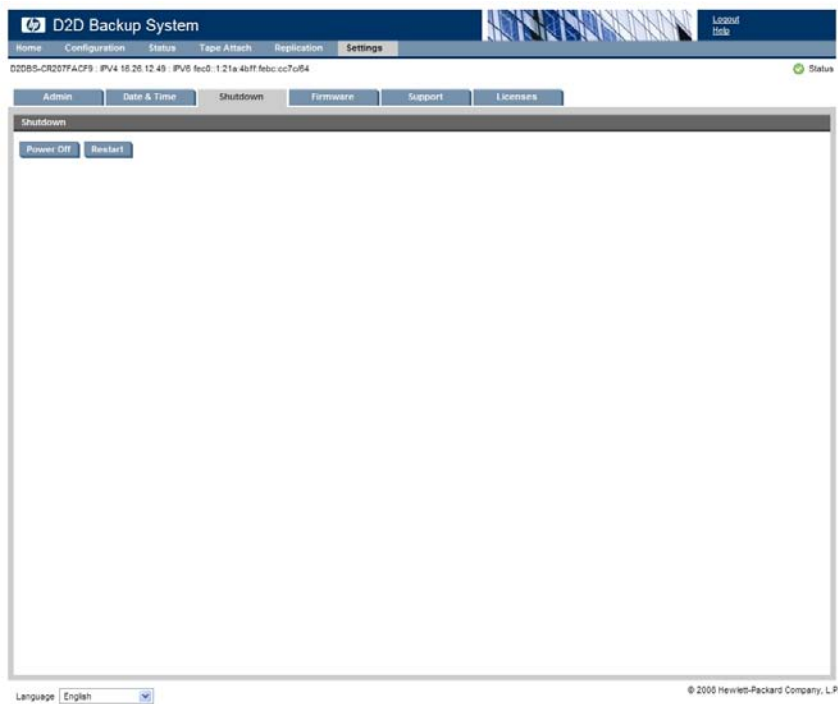 hp D2D Backup System
Logout
Help
Home Configuration Status Tape Attach Replication Settings
D2DBS-CR207FACF9 : IPV4 16.26.12.49 : IPV6 fec0::1:21a:4bff:febc:cc7c/64
Status
Admin Date & Time Shutdown Firmware Support Licenses
Shutdown
Power Off Restart
Language English
© 2008 Hewlett-Packard Company, L.P